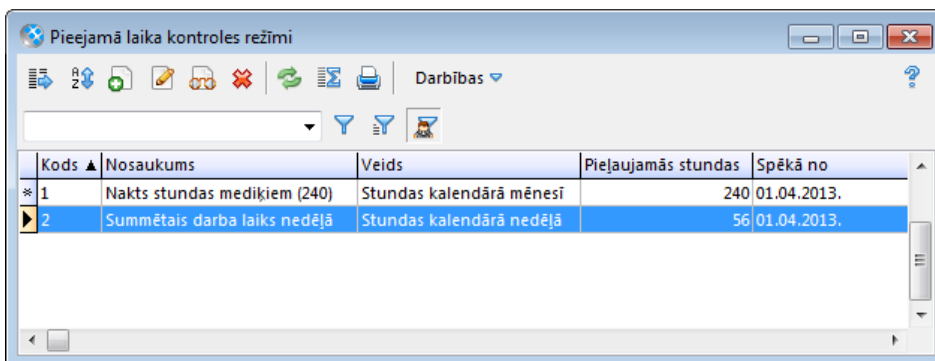 Pieejamā laika kontroles režīmi
Darbības
Kods Nosaukums Veids Pieļaujamās stundas Spēkā no
1 Nakts stundas mediķiem (240) Stundas kalendārā mēnesī 240 01.04.2013.
2 Summētais darba laiks nedēļā Stundas kalendārā nedēļā 56 01.04.2013.